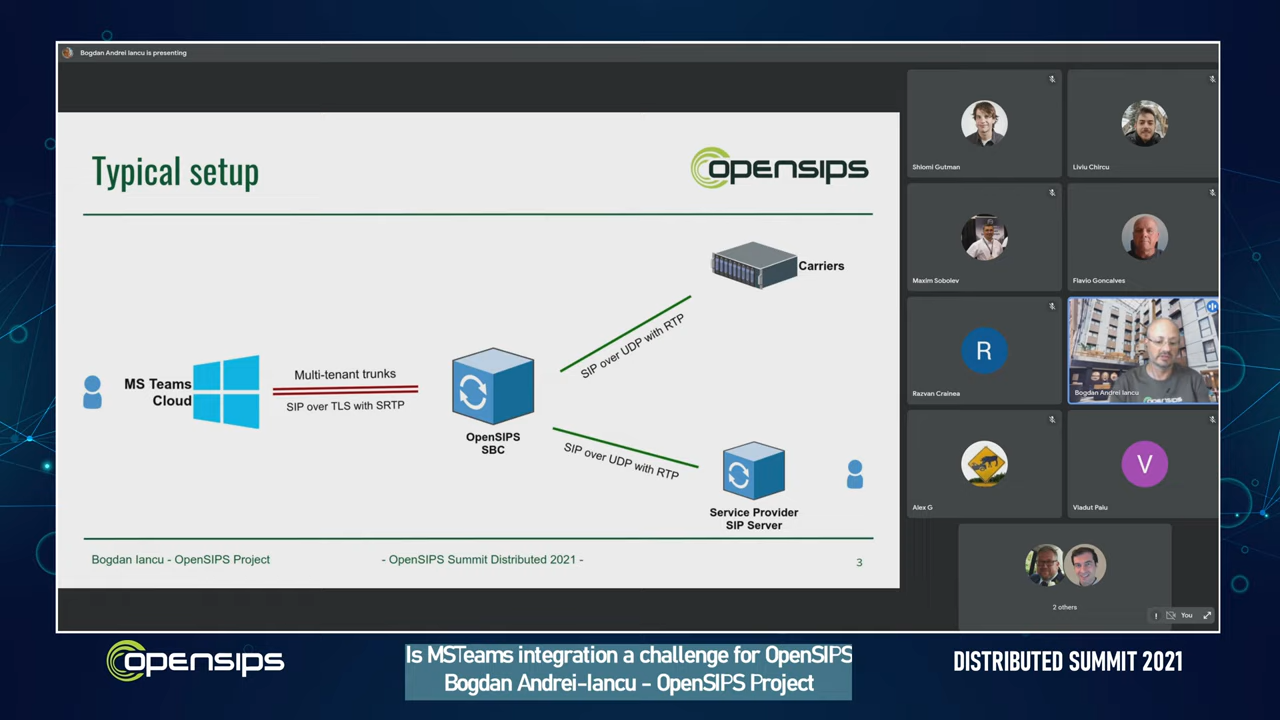 Bogdan Andrei Iancu is presenting
Typical setup
OPENSIPS
Carriers
SIP over UDP with RTP
MS Teams
Cloud
Multi-tenant trunks
SIP over TLS with SRTP
OpenSIPS
SBC
SIP over UDP with RTP
Service Provider
SIP Server
Bogdan Iancu - OpenSIPS Project
- OpenSIPS Summit Distributed 2021 -
3
Shlomi Gutman
Liviu Chircu
Maxim Sobolev
Flavio Goncalves
R
Razvan Crainea
Bogdan Andrei Iancu
Alex G
V
Vladut Palu
2 others
You
OPENSIPS
Is MSTeams integration a challenge for OpenSIPS
Bogdan Andrei-Iancu - OpenSIPS Project
DISTRIBUTED SUMMIT 2021